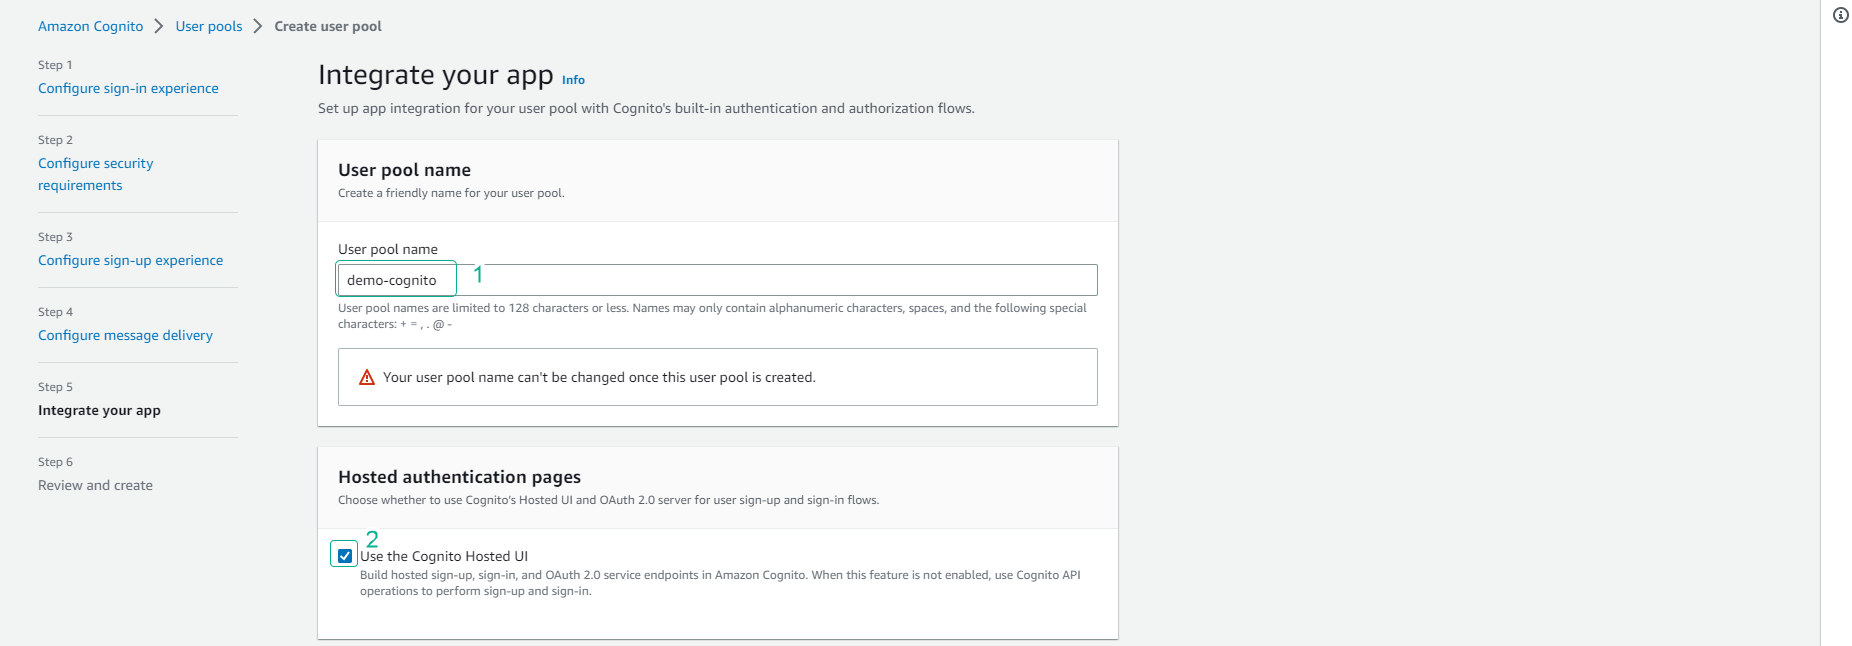 Amazon Cognito > User pools > Create user pool
Step 1
Configure sign-in experience
Step 2
Configure security
requirements
Step 3
Configure sign-up experience
Step 4
Configure message delivery
Step 5
Integrate your app
Step 6
Review and create
Integrate your app Info
Set up app integration for your user pool with Cognito's built-in authentication and authorization flows.
User pool name
Create a friendly name for your user pool.
User pool name
demo-cognito 1
User pool names are limited to 128 characters or less. Names may only contain alphanumeric characters, spaces, and the following special
characters: + = , . @ -
Your user pool name can't be changed once this user pool is created.
Hosted authentication pages
Choose whether to use Cognito's Hosted UI and OAuth 2.0 server for user sign-up and sign-in flows.
2
Use the Cognito Hosted UI
Build hosted sign-up, sign-in, and OAuth 2.0 service endpoints in Amazon Cognito. When this feature is not enabled, use Cognito API
operations to perform sign-up and sign-in.